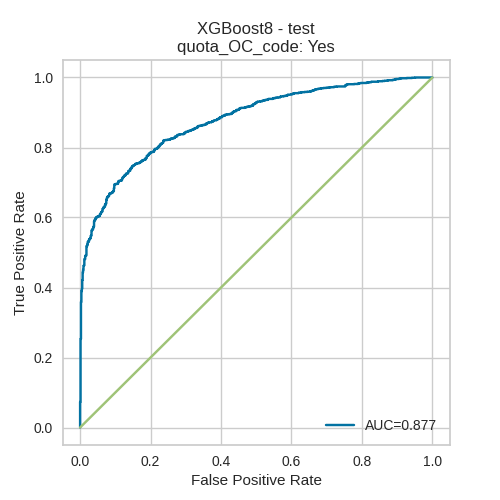 XGBoost8 - test
quota_OC_code: Yes
1.0
0.8
0.6
0.4
0.2
0.0
True Positive Rate
AUC=0.877
0.0 0.2 0.4 0.6 0.8 1.0
False Positive Rate